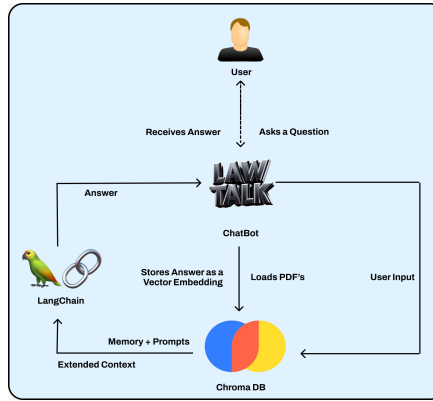 User
Receives Answer
Asks a Question
LAW
TALK
Answer
ChatBot
Stores Answer as a
Vector Embedding
Loads PDF's
User Input
LangChain
Memory + Prompts
Extended Context
Chroma DB